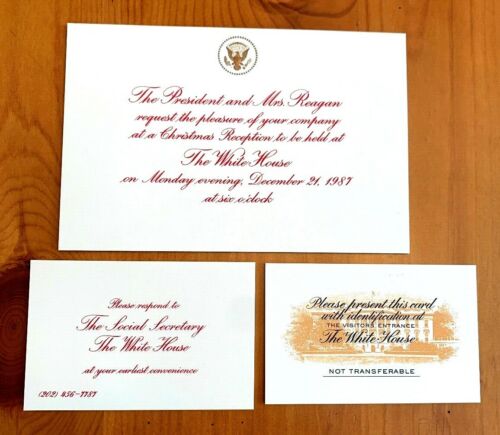 The President and Mrs. Reagan
request the pleasure of your company
at a Christmas Reception to be held at
The White House
on Monday evening, December 21, 1987
at six o'clock
Please respond to
The Social Secretary
The White House
at your earliest convenience
(202) 456-7787
Please present this card
with identification at
THE VISITORS ENTRANCE
The White House
NOT TRANSFERABLE